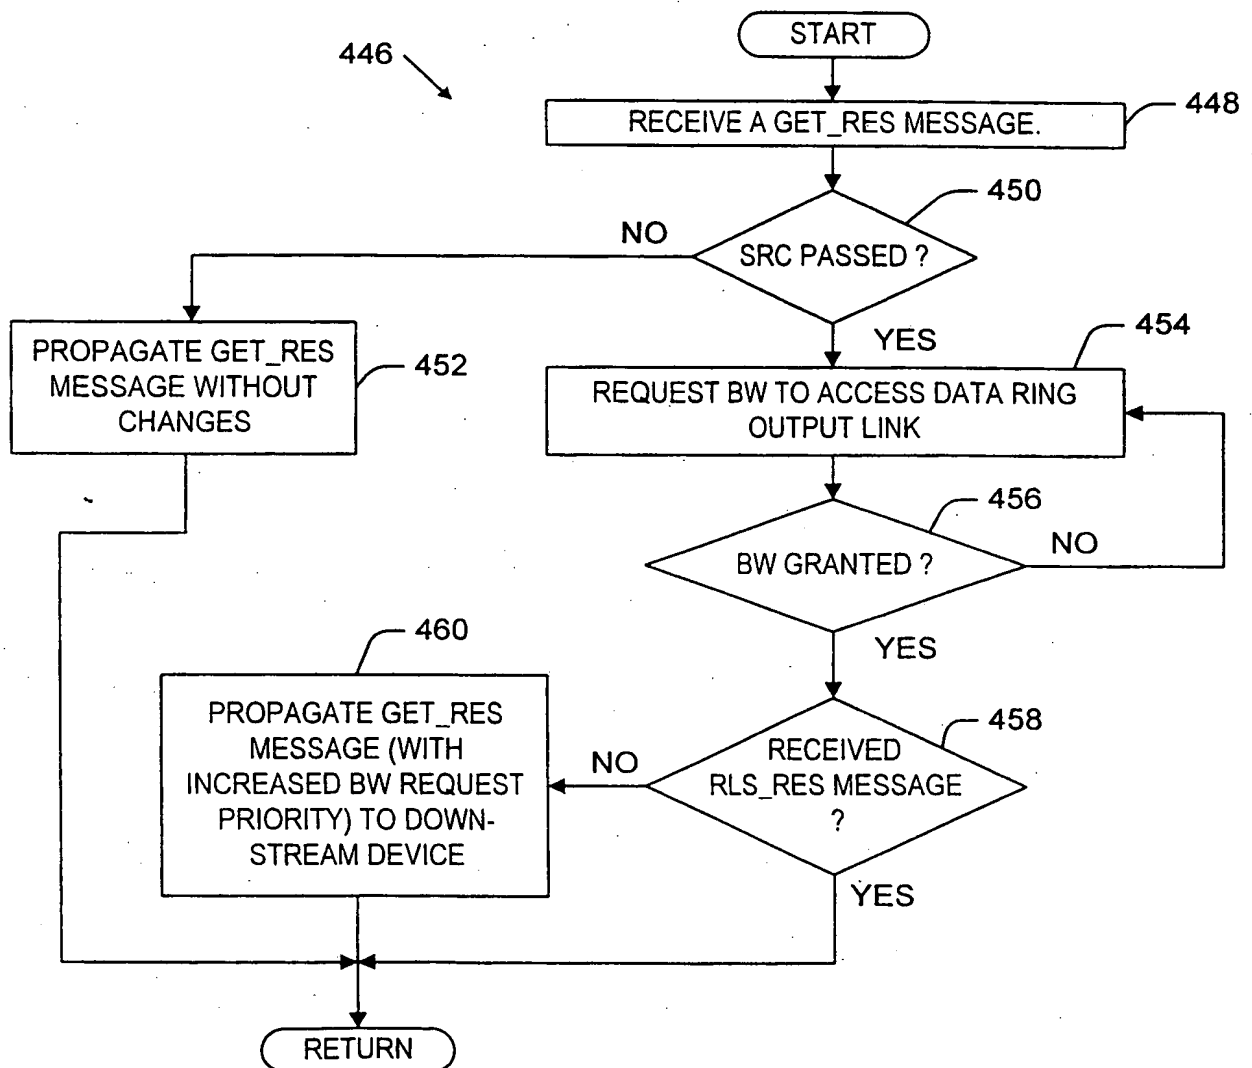 START
446
RECEIVE A GET_RES MESSAGE.
448
450
SRC PASSED ?
NO
YES
PROPAGATE GET_RES
MESSAGE WITHOUT
CHANGES
452
454
REQUEST BW TO ACCESS DATA RING
OUTPUT LINK
456
BW GRANTED ?
NO
YES
460
PROPAGATE GET_RES
MESSAGE (WITH
INCREASED BW REQUEST
PRIORITY) TO DOWN-
STREAM DEVICE
NO
458
RECEIVED
RLS_RES MESSAGE
?
YES
RETURN